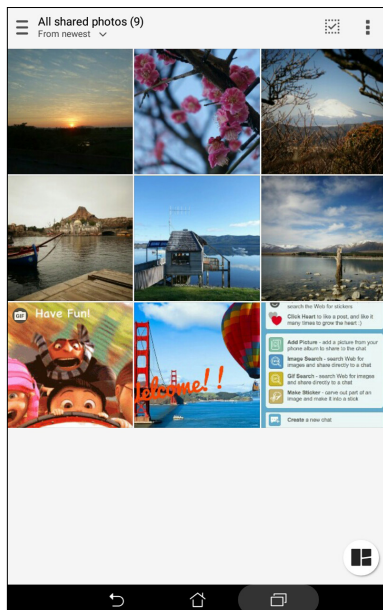 All shared photos (9)
From newest
GIF
Have Fun!
Welcome!!
search the Web for stickers
Click Heart to like a post, and like it
many times to grow the heart :)
Add Picture - add a picture from your
phone album to share to the chat
Image Search - search Web for
images and share directly to a chat
Gif Search - search Web for images
and share directly to a chat
Make Sticker - carve out part of an
image and make it into a stick
Create a new chat